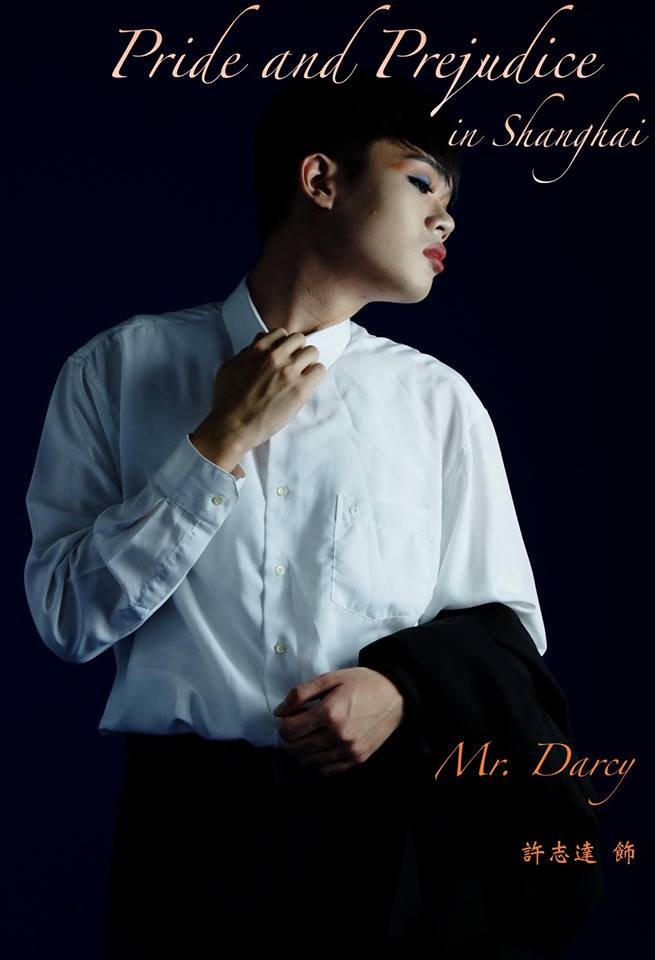 Pride and Prejudice
in Shanghai
Mr. Darcy
許志達 飾